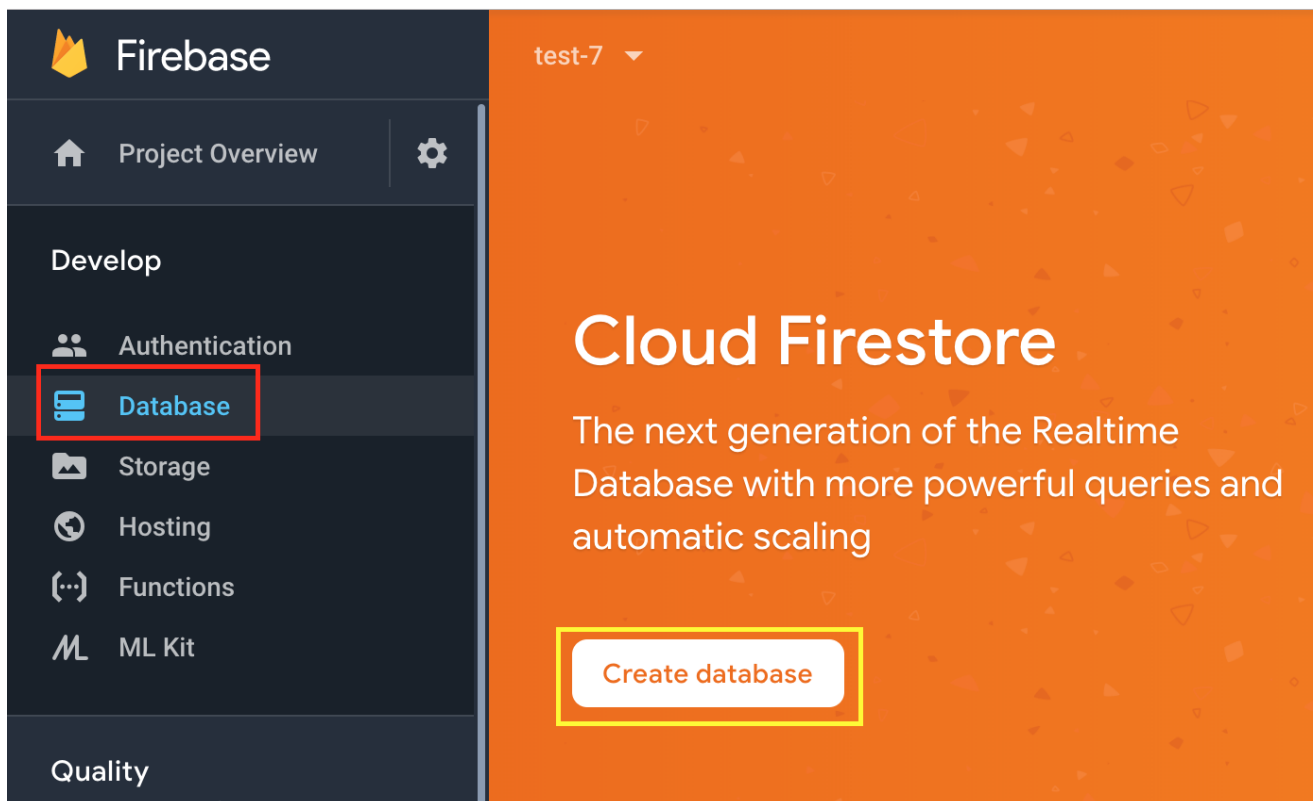 Firebase
Project Overview
Develop
Authentication
Database
Storage
Hosting
Functions
ML Kit
Quality
test-7
Cloud Firestore
The next generation of the Realtime
Database with more powerful queries and
automatic scaling
Create database